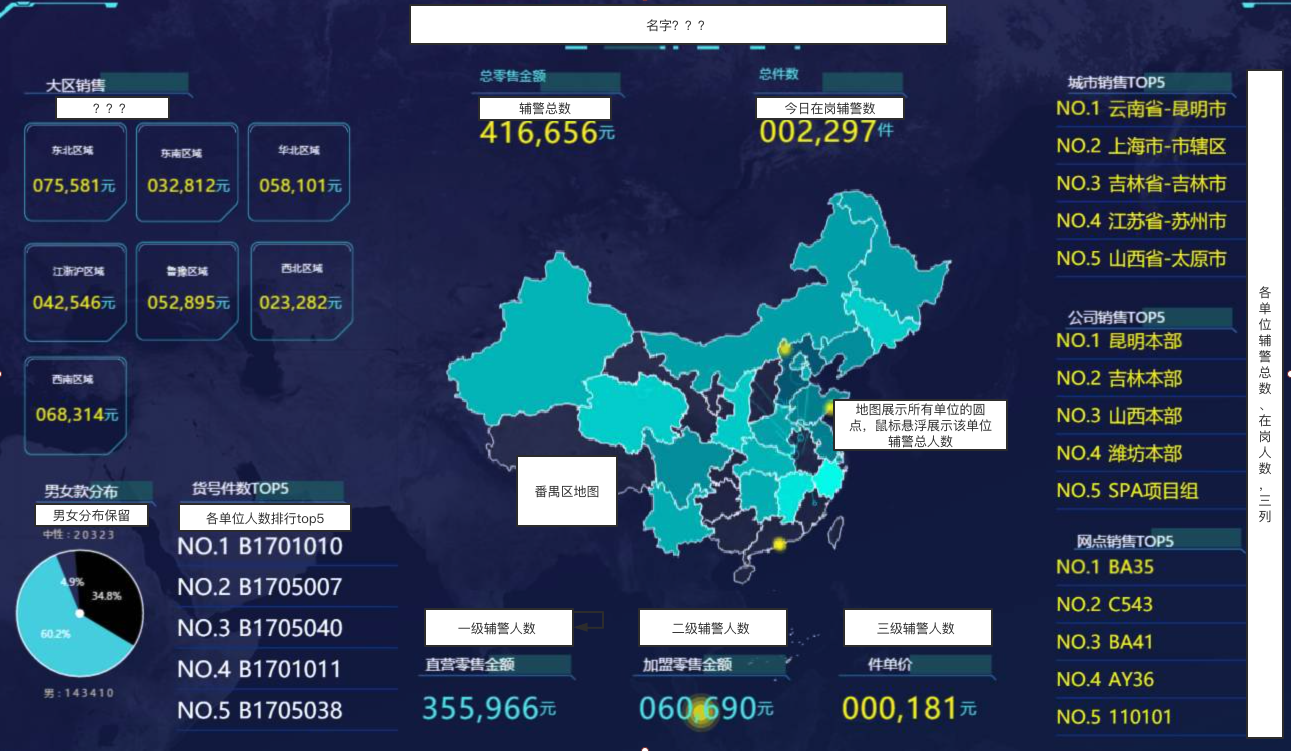 名字？？？
大区销售
？？？
东北区域
075,581元
东南区域
032,812元
华北区域
058,101元
江浙沪区域
042,546元
鲁豫区域
052,895元
西北区域
023,282元
西南区域
068,314元
男女款分布
男女分布保留
中性 : 20323
4.9%
34.8%
60.2%
男 : 143410
货号件数TOP5
各单位人数排行top5
NO.1 B1701010
NO.2 B1705007
NO.3 B1705040
NO.4 B1701011
NO.5 B1705038
总零售金额
辅警总数
416,656元
总件数
今日在岗辅警数
002,297件
地图展示所有单位的圆
点，鼠标悬浮展示该单位
辅警总人数
番禺区地图
一级辅警人数
直营零售金额
355,966元
二级辅警人数
加盟零售金额
060,690元
三级辅警人数
件单价
000,181元
城市销售TOP5
NO.1 云南省-昆明市
NO.2 上海市-市辖区
NO.3 吉林省-吉林市
NO.4 江苏省-苏州市
NO.5 山西省-太原市
公司销售TOP5
NO.1 昆明本部
NO.2 吉林本部
NO.3 山西本部
NO.4 潍坊本部
NO.5 SPA项目组
网点销售TOP5
NO.1 BA35
NO.2 C543
NO.3 BA41
NO.4 AY36
NO.5 110101
各单位辅警总数、在岗人数，三列